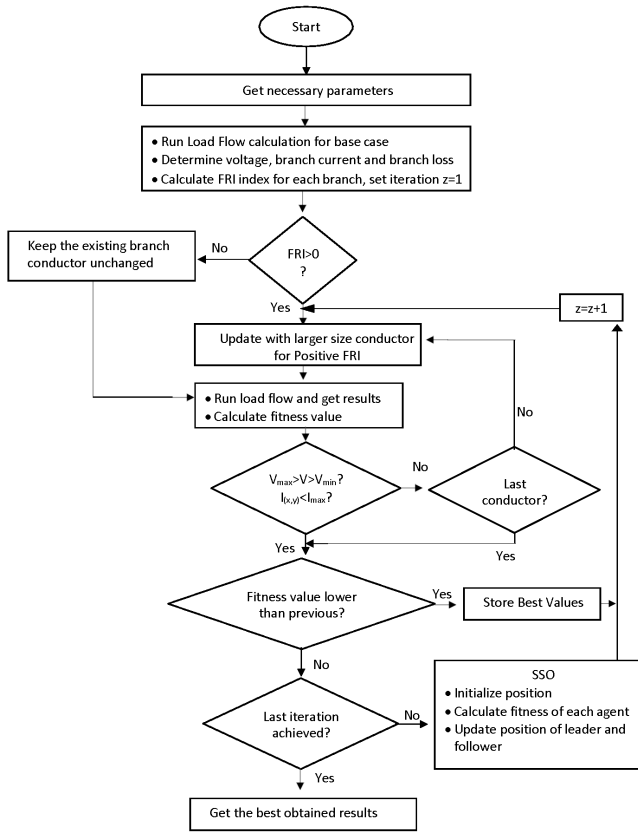 Start
Get necessary parameters
• Run Load Flow calculation for base case
• Determine voltage, branch current and branch loss
• Calculate FRI index for each branch, set iteration z=1
FRI>0
?
No
Keep the existing branch
conductor unchanged
Yes
z=z+1
Update with larger size conductor
for Positive FRI
• Run load flow and get results
• Calculate fitness value
No
Vmax>V>Vmin?
I(x,y)<Imax?
No
Last
conductor?
Yes
Yes
Fitness value lower
than previous?
Yes
Store Best Values
No
SSO
• Initialize position
• Calculate fitness of each agent
• Update position of leader and
follower
Last iteration
achieved?
No
Yes
Get the best obtained results